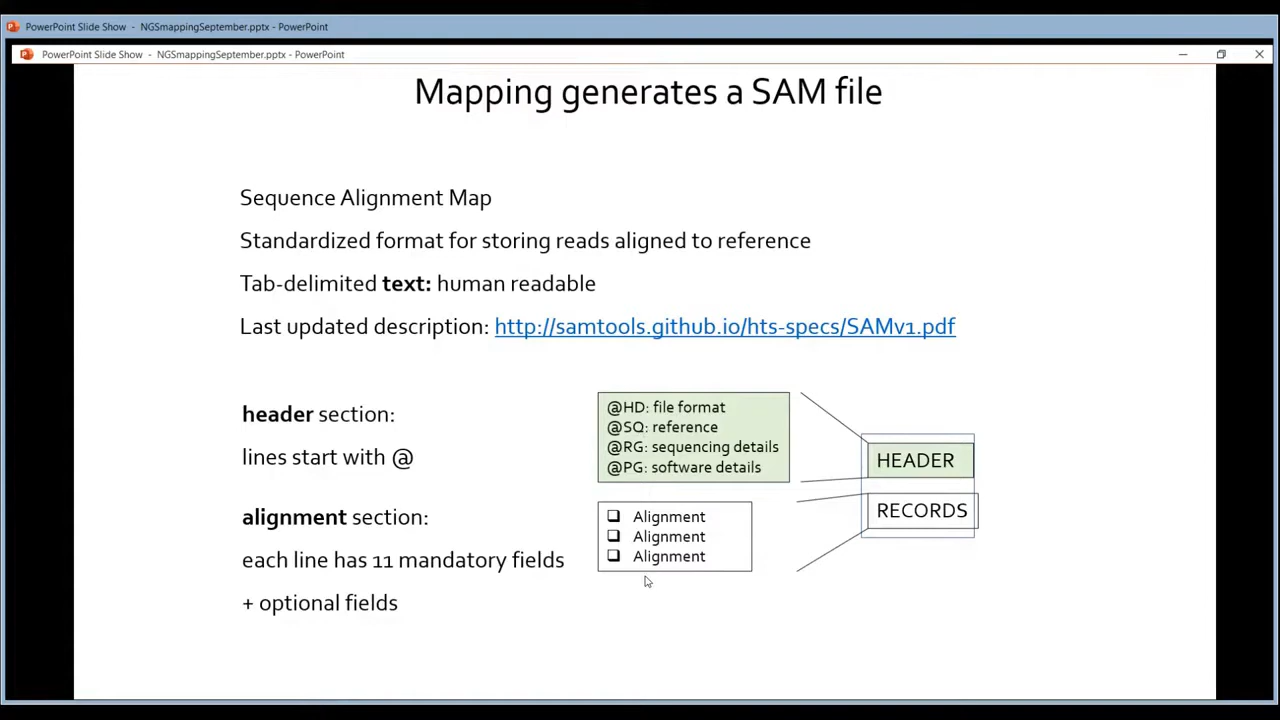 PowerPoint Slide Show - NGSmappingSeptember.pptx - PowerPoint
PowerPoint Slide Show - NGSmappingSeptember.pptx - PowerPoint
Mapping generates a SAM file
Sequence Alignment Map
Standardized format for storing reads aligned to reference
Tab-delimited text: human readable
Last updated description: http://samtools.github.io/hts-specs/SAMv1.pdf
header section:
lines start with @
alignment section:
each line has 11 mandatory fields
+ optional fields
@HD: file format
@SQ: reference
@RG: sequencing details
@PG: software details
Alignment
Alignment
Alignment
HEADER
RECORDS